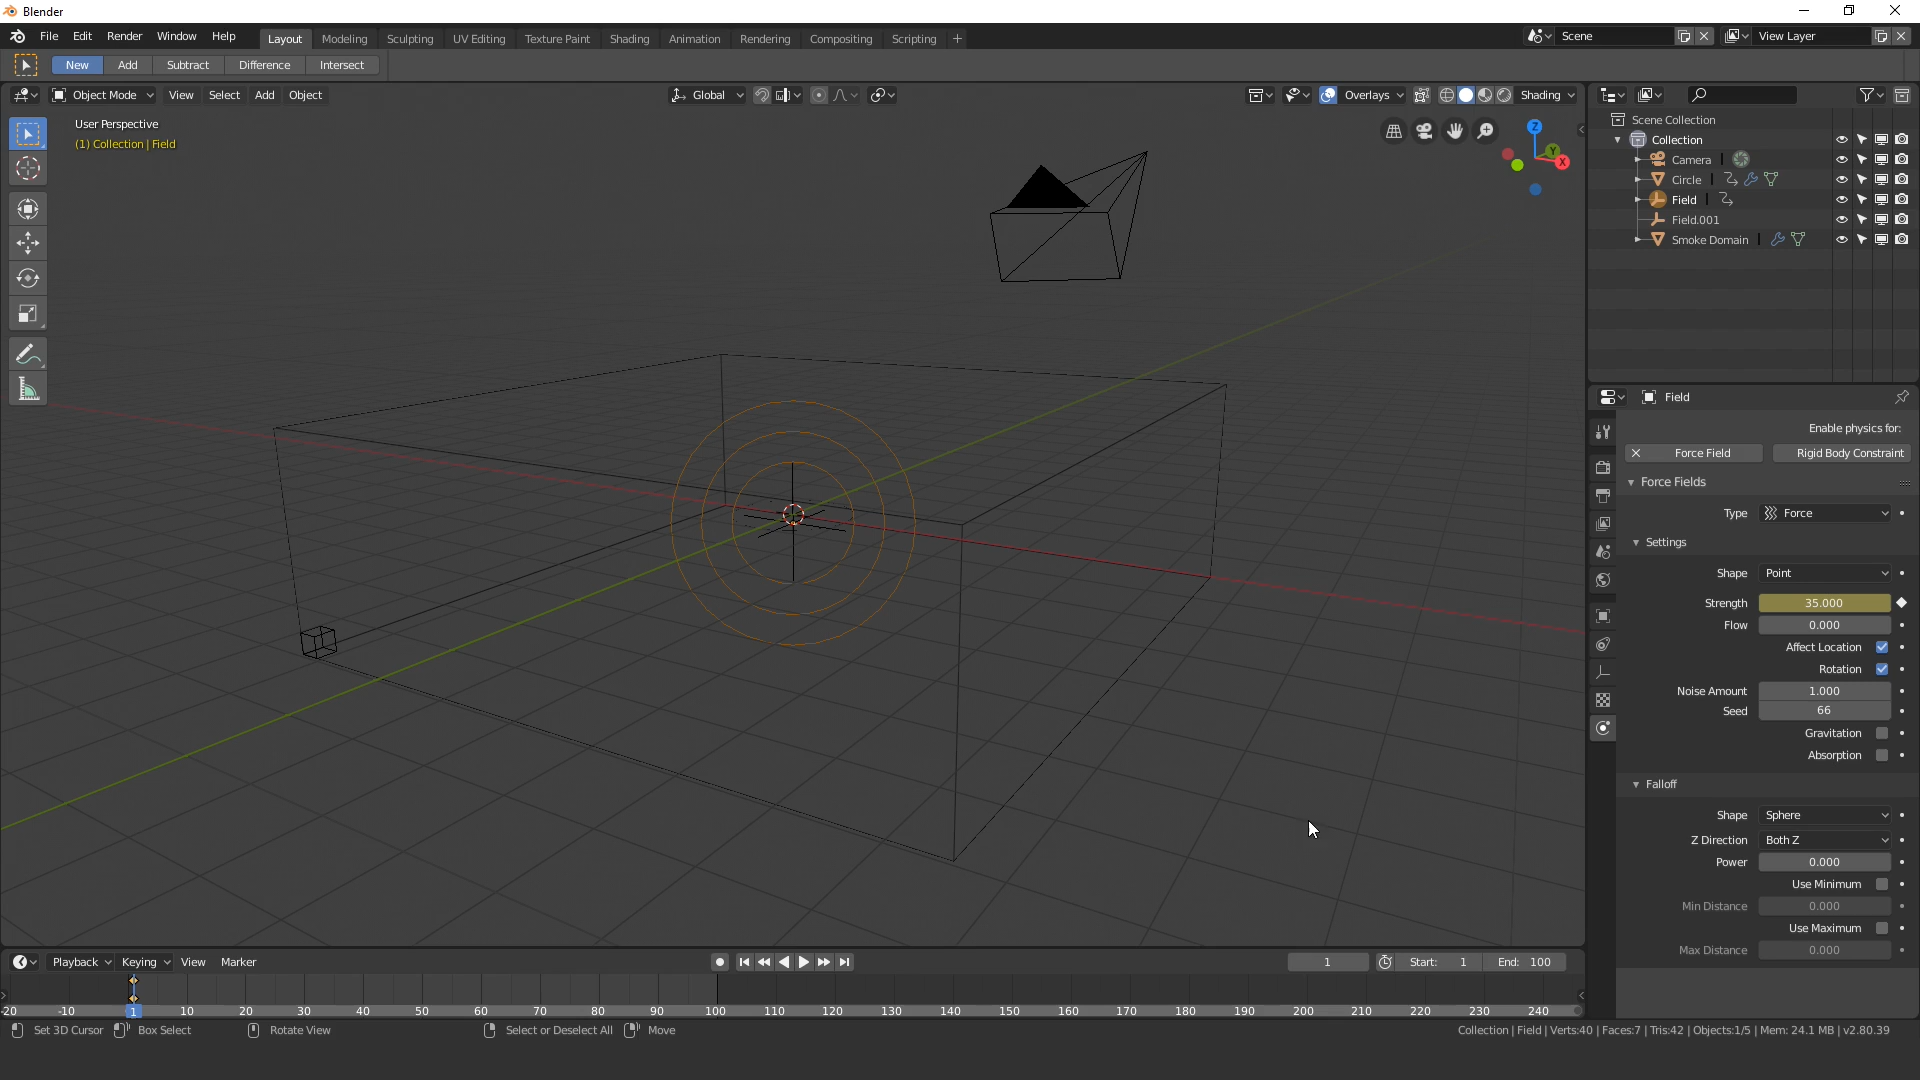 Blender
File Edit Render Window Help Layout Modeling Sculpting UV Editing Texture Paint Shading Animation Rendering Compositing Scripting + Scene View Layer
New Add Subtract Difference Intersect
Object Mode View Select Add Object Global Overlays Shading
User Perspective
(1) Collection | Field
Z
Y
X
Scene Collection
Collection
Camera
Circle
Field
Field.001
Smoke Domain
Field
Enable physics for:
Force Field Rigid Body Constraint
Force Fields
Type Force
Settings
Shape Point
Strength 35.000
Flow 0.000
Affect Location
Rotation
Noise Amount 1.000
Seed 66
Gravitation
Absorption
Falloff
Shape Sphere
Z Direction Both Z
Power 0.000
Use Minimum
Min Distance 0.000
Use Maximum
Max Distance 0.000
Playback Keying View Marker 1 Start: 1 End: 100
-20 -10 1 10 20 30 40 50 60 70 80 90 100 110 120 130 140 150 160 170 180 190 200 210 220 230 240
Set 3D Cursor Box Select Rotate View Select or Deselect All Move Collection | Field | Verts:40 | Faces:7 | Tris:42 | Objects:1/5 | Mem: 24.1 MB | v2.80.39